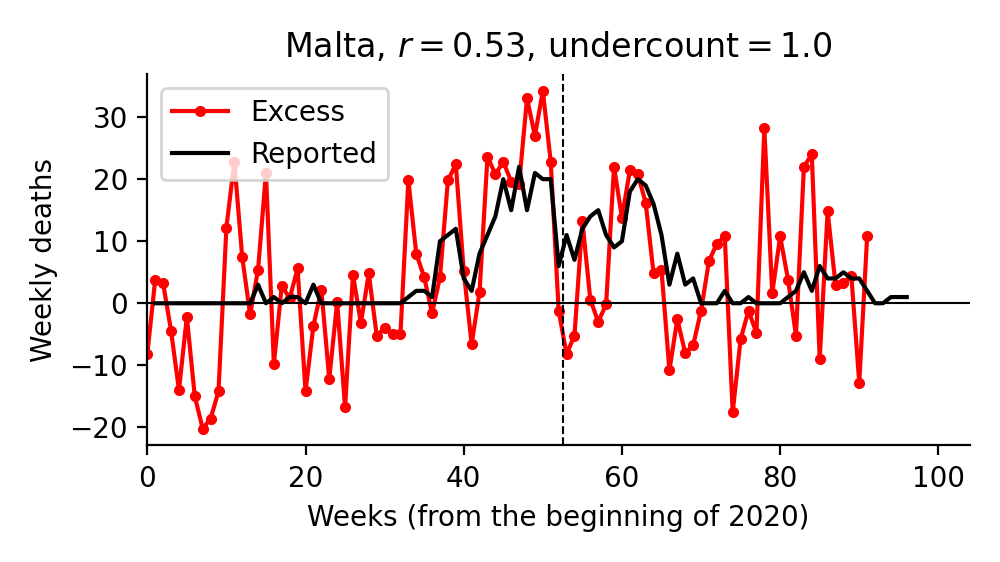 Malta, r = 0.53, undercount = 1.0
Excess
Reported
Weekly deaths
30
20
10
0
−10
−20
0 20 40 60 80 100
Weeks (from the beginning of 2020)